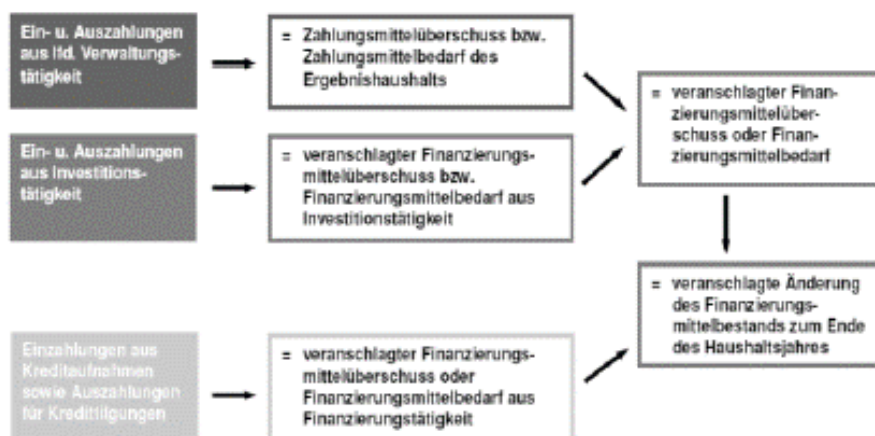 Ein- u. Auszahlungen
aus lfd. Verwaltungs-
tätigkeit
= Zahlungsmittelüberschuss bzw.
Zahlungsmittelbedarf des
Ergebnishaushalts
= veranschlagter Finan-
zierungsmittelüber-
schuss oder Finan-
zierungsmittelbedarf
Ein- u. Auszahlungen
aus Investitions-
tätigkeit
= veranschlagter Finanzierungs-
mittelüberschuss bzw.
Finanzierungsmittelbedarf aus
Investitionstätigkeit
= veranschlagte Änderung
des Finanzierungs-
mittelbestands zum Ende
des Haushaltsjahres
Einzahlungen aus
Kreditaufnahmen
sowie Auszahlungen
für Kredittilgungen
= veranschlagter Finanzierungs-
mittelüberschuss oder
Finanzierungsmittelbedarf aus
Finanzierungstätigkeit